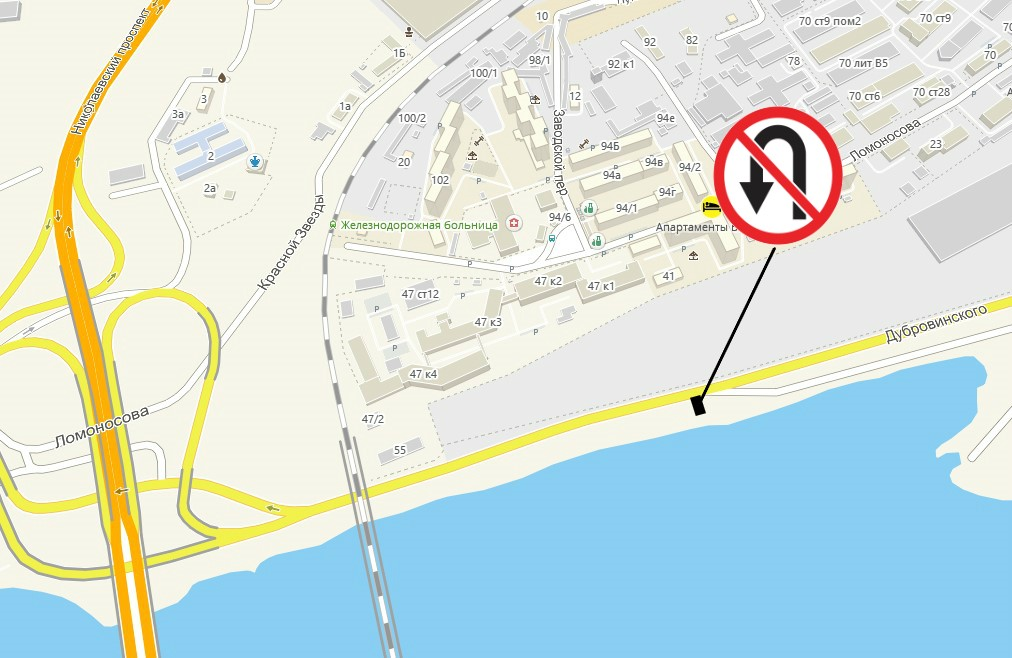 10
Николаевский проспект
1Б
98/1
92
82
70 ст9 пом2
70 ст9
100/1
92 к1
78
70 лит В5
70
3
1а
12
70 ст6
70 ст28
3а
100/2
Заводской пер
94е
Ломоносова
2
20
94Б
94в
94/2
23
2а
102
94а
94г
94/1
Железнодорожная больница
94/6
Апартаменты
Красной Звезды
47 ст12
47 к2
47 к1
41
47 к3
Дубровинского
47 к4
Ломоносова
47/2
55